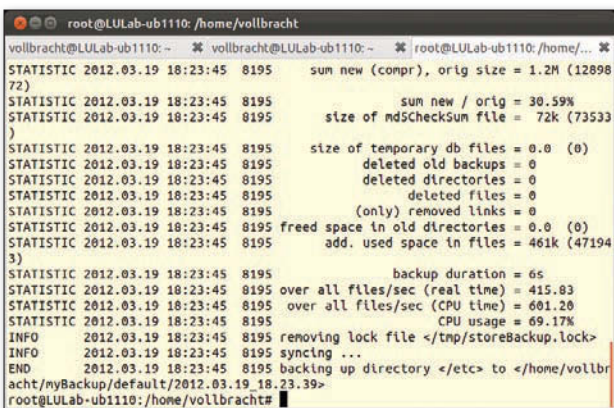 root@LULab-ub1110: /home/vollbracht
vollbracht@LULab-ub1110: ~ ✖ vollbracht@LULab-ub1110: ~ ✖ root@LULab-ub1110: /home/... ✖
STATISTIC 2012.03.19 18:23:45 8195 sum new (compr), orig size = 1.2M (12898
72)
STATISTIC 2012.03.19 18:23:45 8195 sum new / orig = 30.59%
STATISTIC 2012.03.19 18:23:45 8195 size of md5CheckSum file = 72k (73533
)
STATISTIC 2012.03.19 18:23:45 8195 size of temporary db files = 0.0 (0)
STATISTIC 2012.03.19 18:23:45 8195 deleted old backups = 0
STATISTIC 2012.03.19 18:23:45 8195 deleted directories = 0
STATISTIC 2012.03.19 18:23:45 8195 deleted files = 0
STATISTIC 2012.03.19 18:23:45 8195 (only) removed links = 0
STATISTIC 2012.03.19 18:23:45 8195 freed space in old directories = 0.0 (0)
STATISTIC 2012.03.19 18:23:45 8195 add. used space in files = 461k (47194
3)
STATISTIC 2012.03.19 18:23:45 8195 backup duration = 6s
STATISTIC 2012.03.19 18:23:45 8195 over all files/sec (real time) = 415.83
STATISTIC 2012.03.19 18:23:45 8195 over all files/sec (CPU time) = 601.20
STATISTIC 2012.03.19 18:23:45 8195 CPU usage = 69.17%
INFO 2012.03.19 18:23:45 8195 removing lock file </tmp/storeBackup.lock>
INFO 2012.03.19 18:23:45 8195 syncing ...
END 2012.03.19 18:23:45 8195 backing up directory </etc> to </home/vollbr
acht/myBackup/default/2012.03.19_18.23.39>
root@LULab-ub1110:/home/vollbracht#